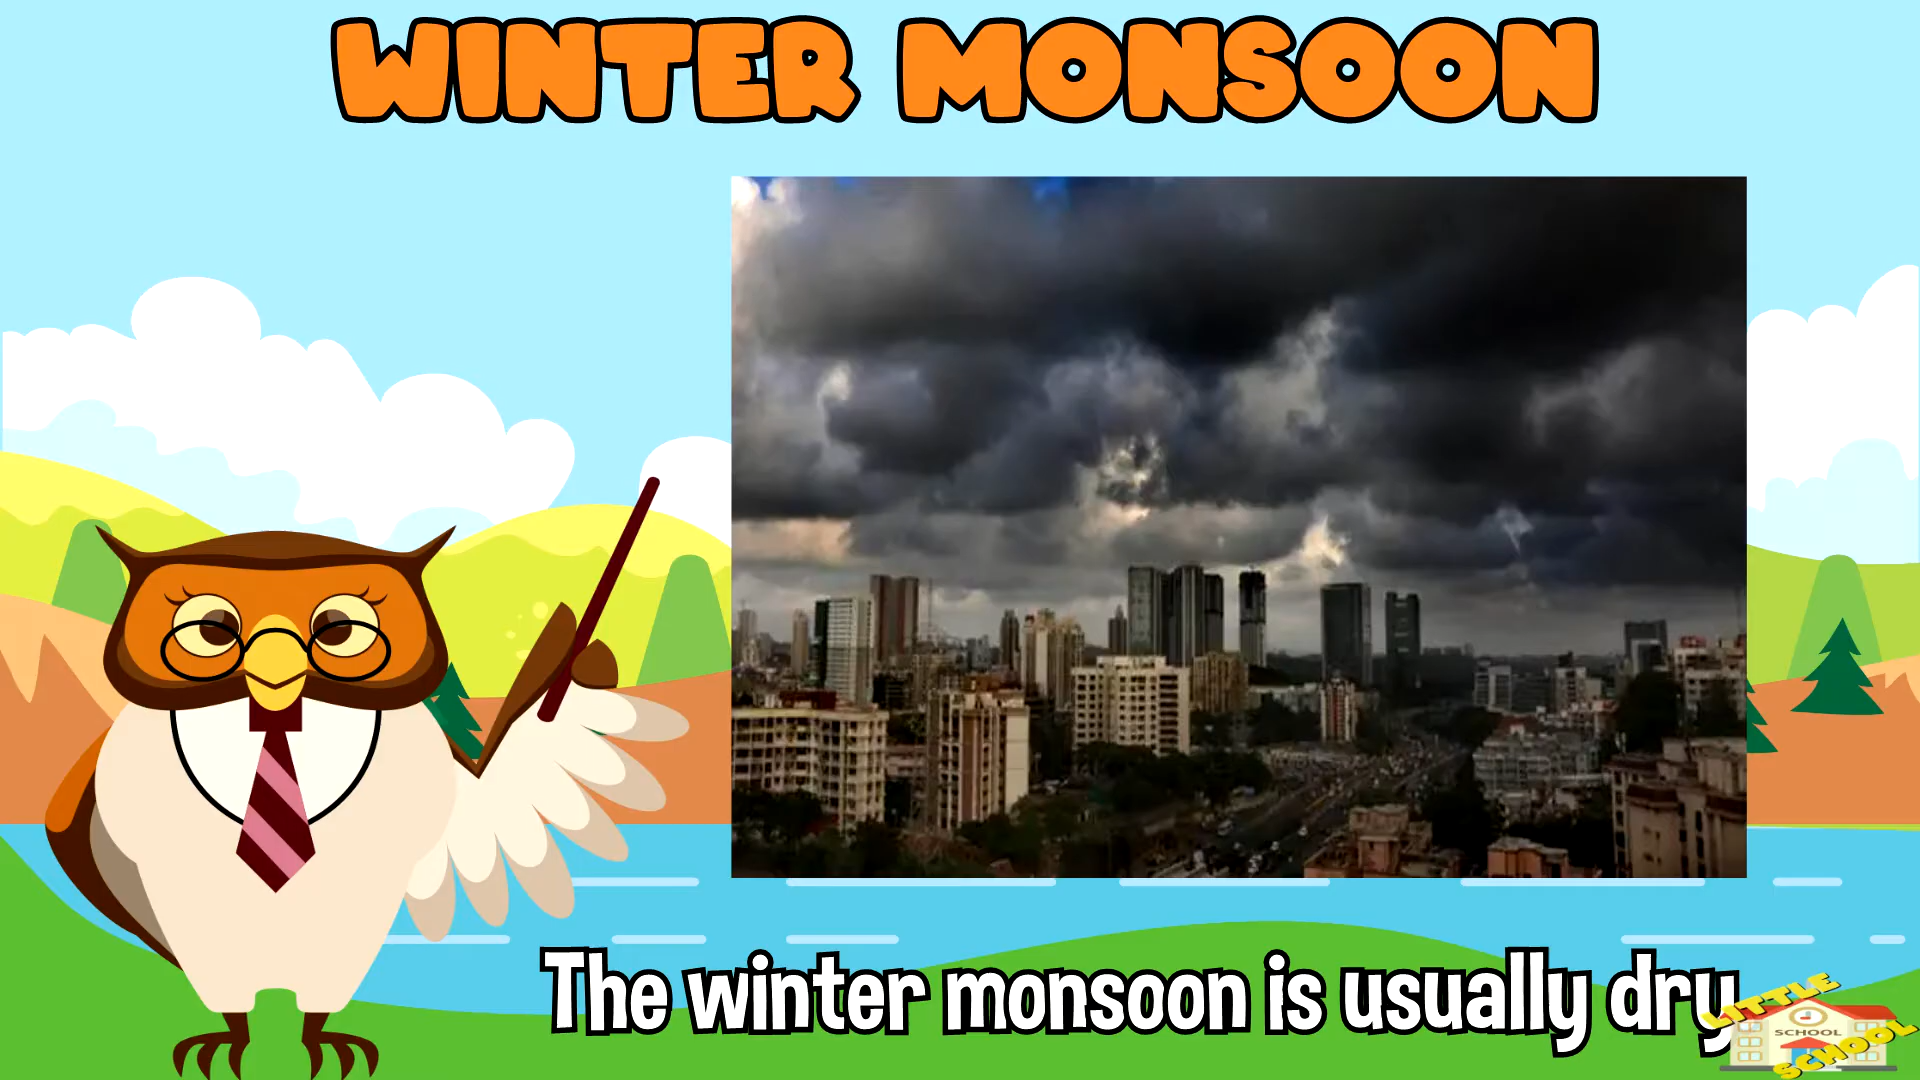 WINTER MONSOON
The winter monsoon is usually dry
LITTLE
SCHOOL
SCHOOL